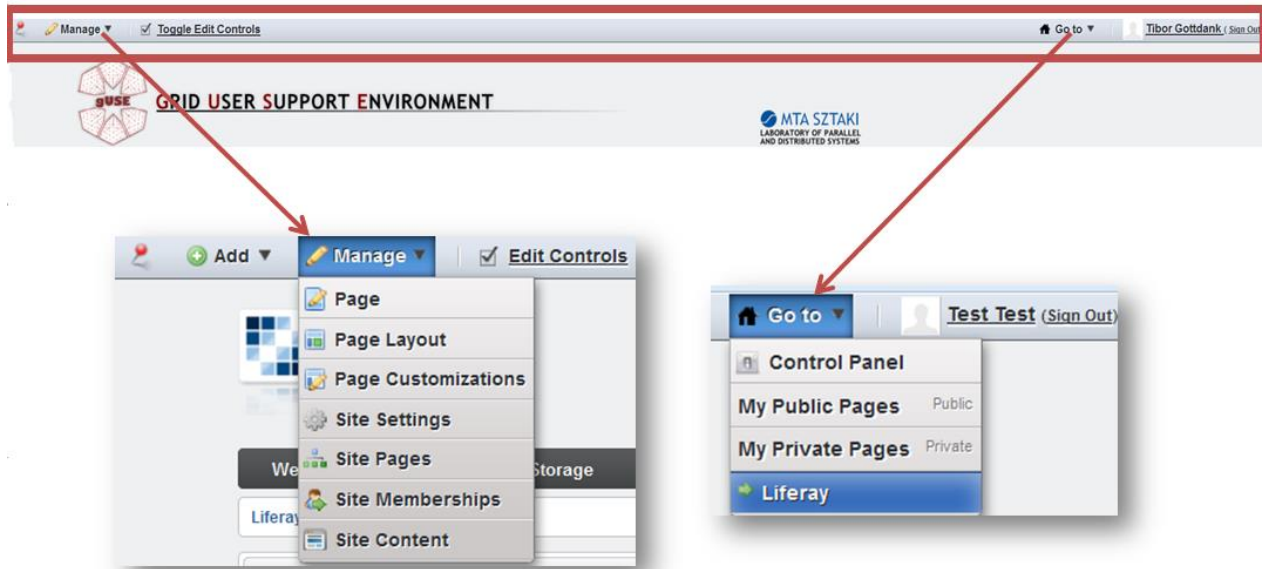 Manage ▼ Toggle Edit Controls Go to ▼ Tibor Gottdank (Sign Out
gUSE GRID USER SUPPORT ENVIRONMENT
MTA SZTAKI
LABORATORY OF PARALLEL
AND DISTRIBUTED SYSTEMS
Add ▼ Manage ▼ Edit Controls
Page
Page Layout
Page Customizations
Site Settings
We Site Pages Storage
Site Memberships
Liferay
Site Content
Go to ▼ Test Test (Sign Out)
Control Panel
My Public Pages Public
My Private Pages Private
Liferay